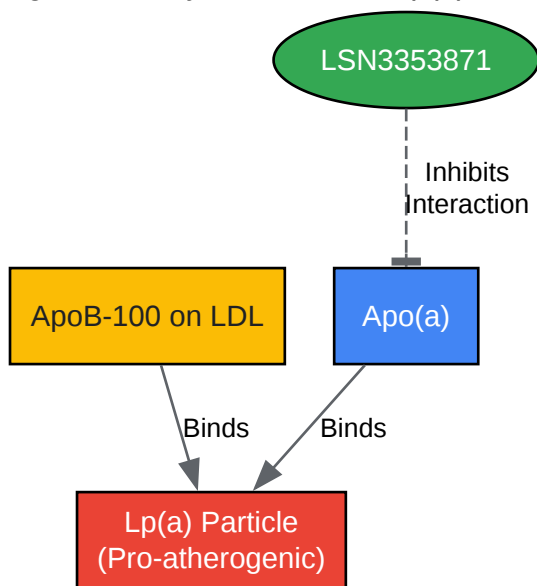 LSN3353871
Inhibits
Interaction
ApoB-100 on LDL
Apo(a)
Binds
Binds
Lp(a) Particle
(Pro-atherogenic)